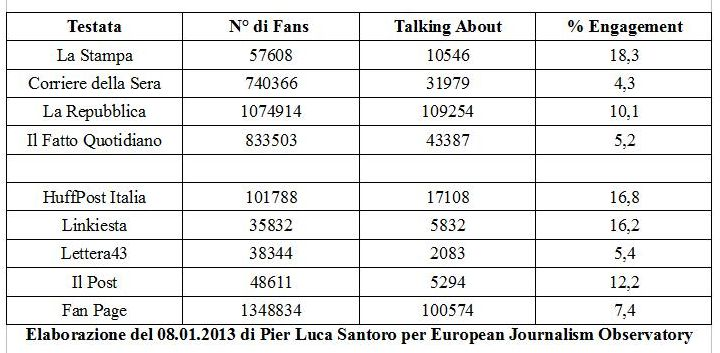 Testata N° di Fans Talking About % Engagement
La Stampa 57608 10546 18,3
Corriere della Sera 740366 31979 4,3
La Repubblica 1074914 109254 10,1
Il Fatto Quotidiano 833503 43387 5,2
HuffPost Italia 101788 17108 16,8
Linkiesta 35832 5832 16,2
Lettera43 38344 2083 5,4
Il Post 48611 5294 12,2
Fan Page 1348834 100574 7,4
Elaborazione del 08.01.2013 di Pier Luca Santoro per European Journalism Observatory